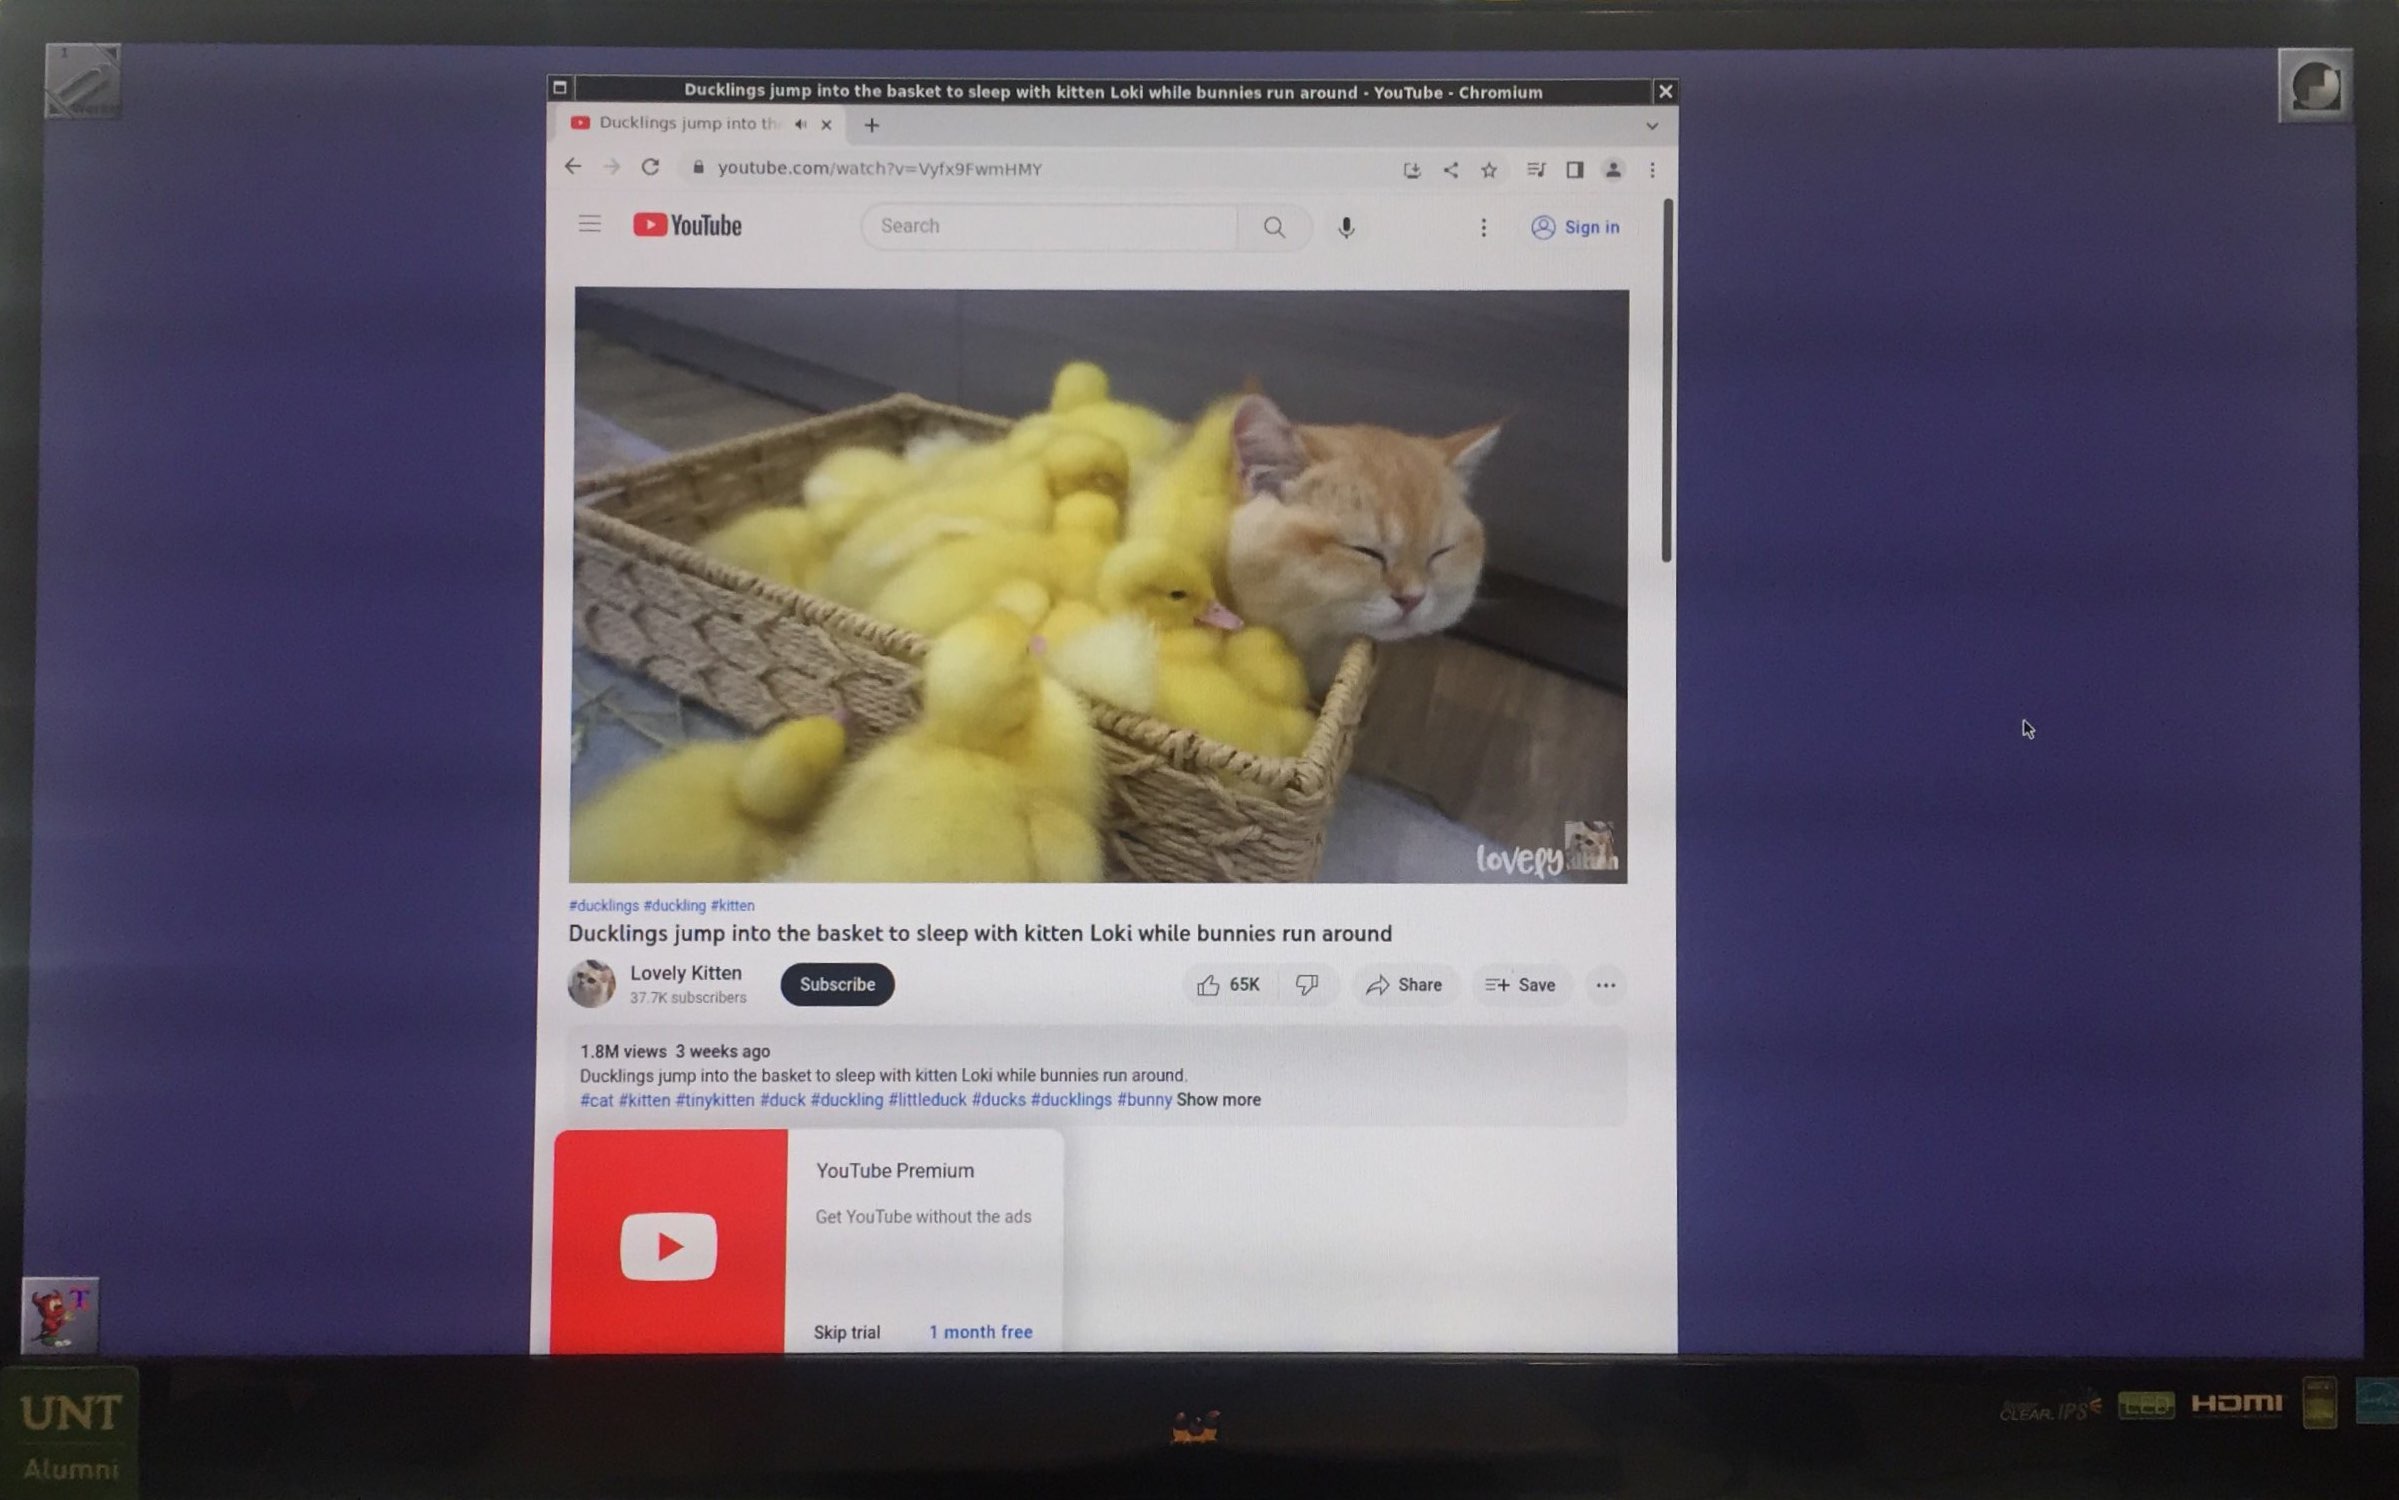 1
Ducklings jump into the basket to sleep with kitten Loki while bunnies run around - YouTube - Chromium
Ducklings jump into th
youtube.com/watch?v=Vyfx9FwmHMY
YouTube
Search
Sign in
lovely
#ducklings #duckling #kitten
Ducklings jump into the basket to sleep with kitten Loki while bunnies run around
Lovely Kitten
37.7K subscribers
Subscribe
65K
Share
Save
1.8M views 3 weeks ago
Ducklings jump into the basket to sleep with kitten Loki while bunnies run around.
#cat #kitten #tinykitten #duck #duckling #littleduck #ducks #ducklings #bunny Show more
YouTube Premium
Get YouTube without the ads
Skip trial 1 month free
T
UNT
Alumni
CLEAR. IPS
LED
HDMI